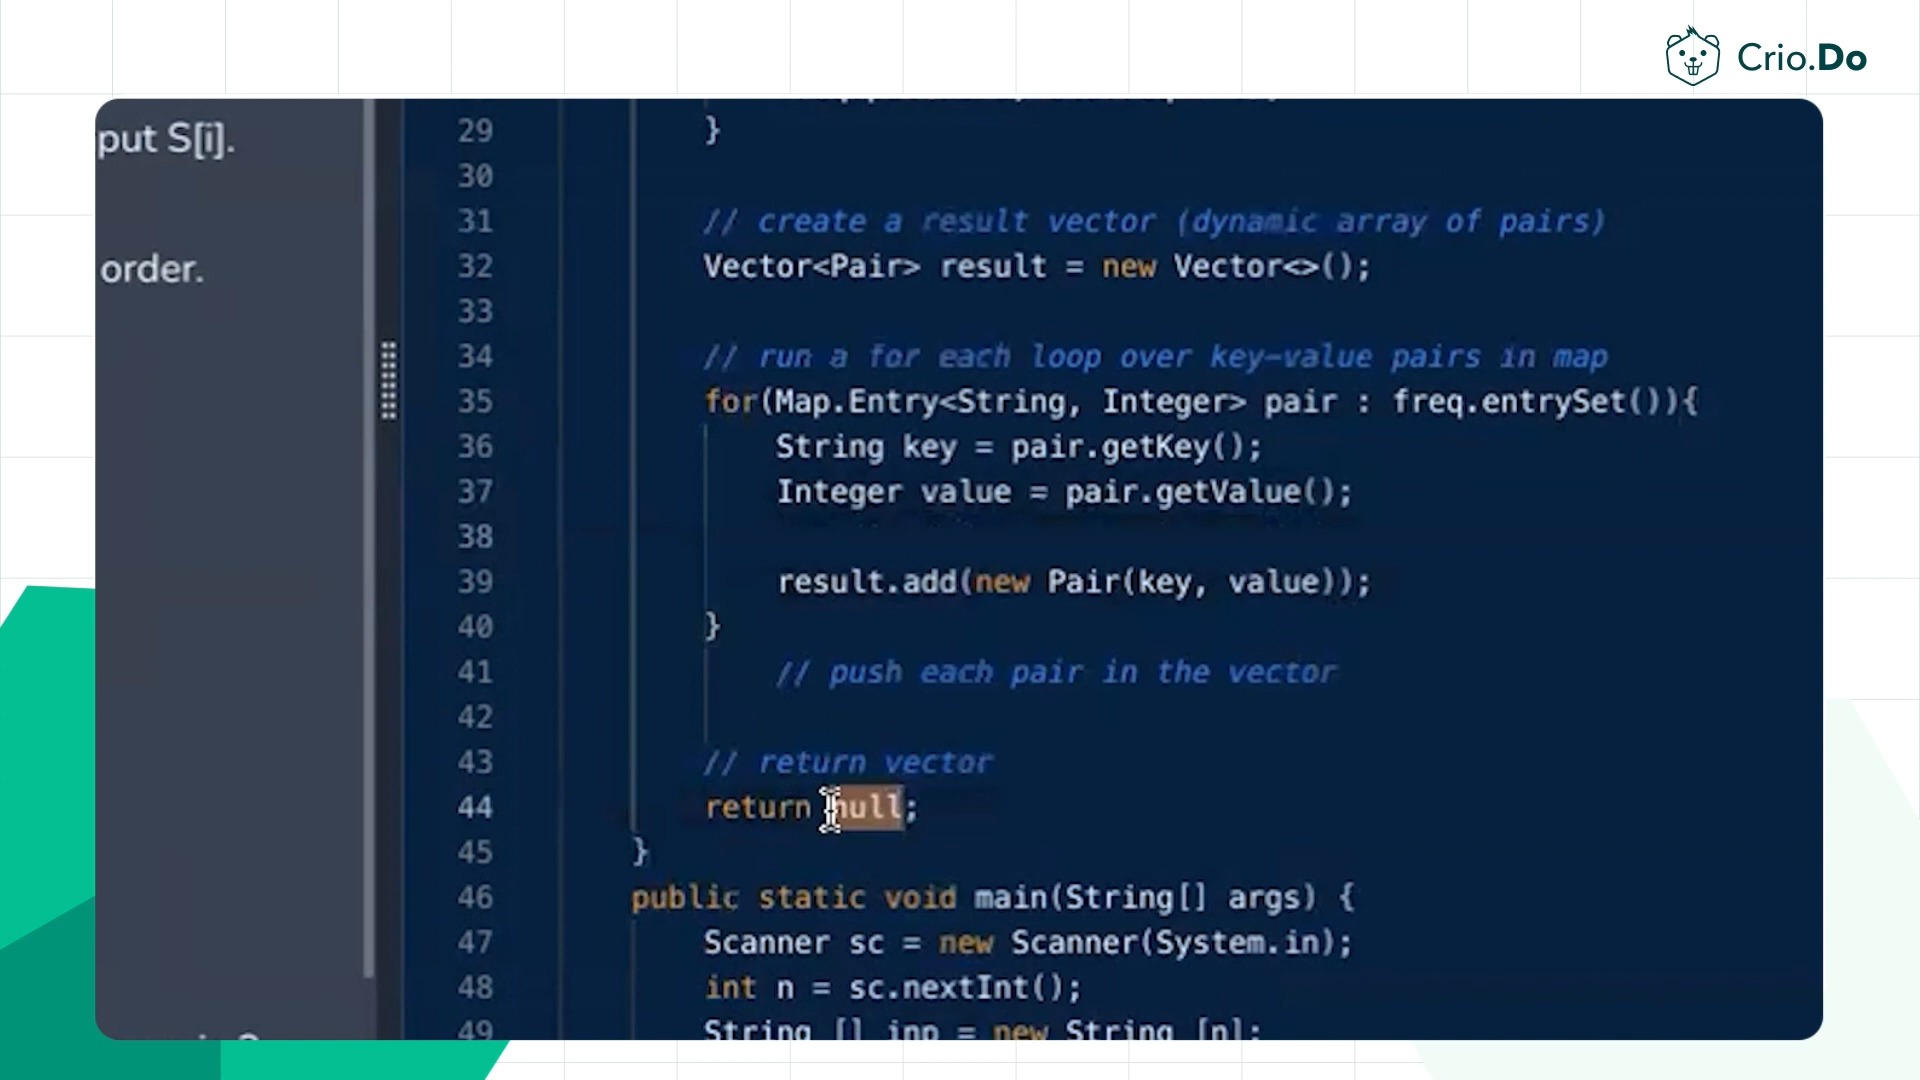 Crio.Do
put S[i].
order.
29 }
30
31 // create a result vector (dynamic array of pairs)
32 Vector<Pair> result = new Vector<>();
33
34 // run a for each loop over key-value pairs in map
35 for(Map.Entry<String, Integer> pair : freq.entrySet()){
36 String key = pair.getKey();
37 Integer value = pair.getValue();
38
39 result.add(new Pair(key, value));
40 }
41 // push each pair in the vector
42
43 // return vector
44 return null;
45 }
46 public static void main(String[] args) {
47 Scanner sc = new Scanner(System.in);
48 int n = sc.nextInt();
49 String [] inp = new String [n];